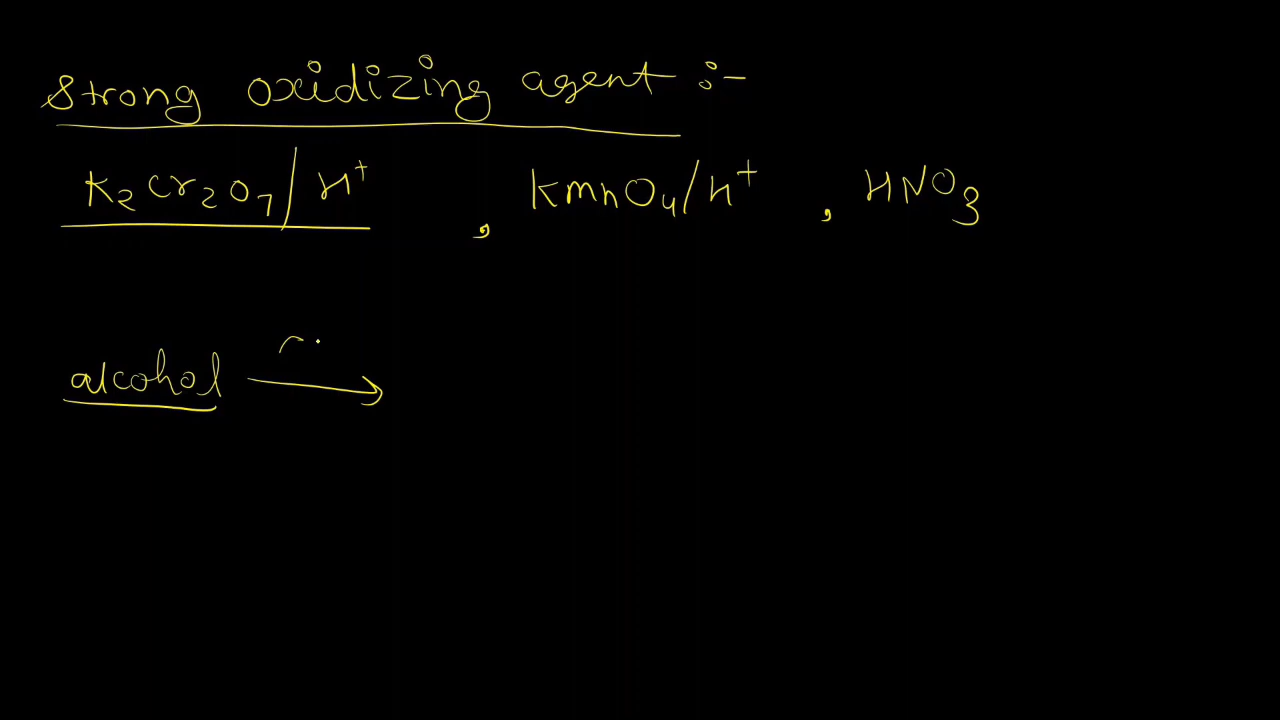 Strong oxidizing agent :-
K2Cr2O7/H+ , KMnO4/H+ , HNO3
alcohol →